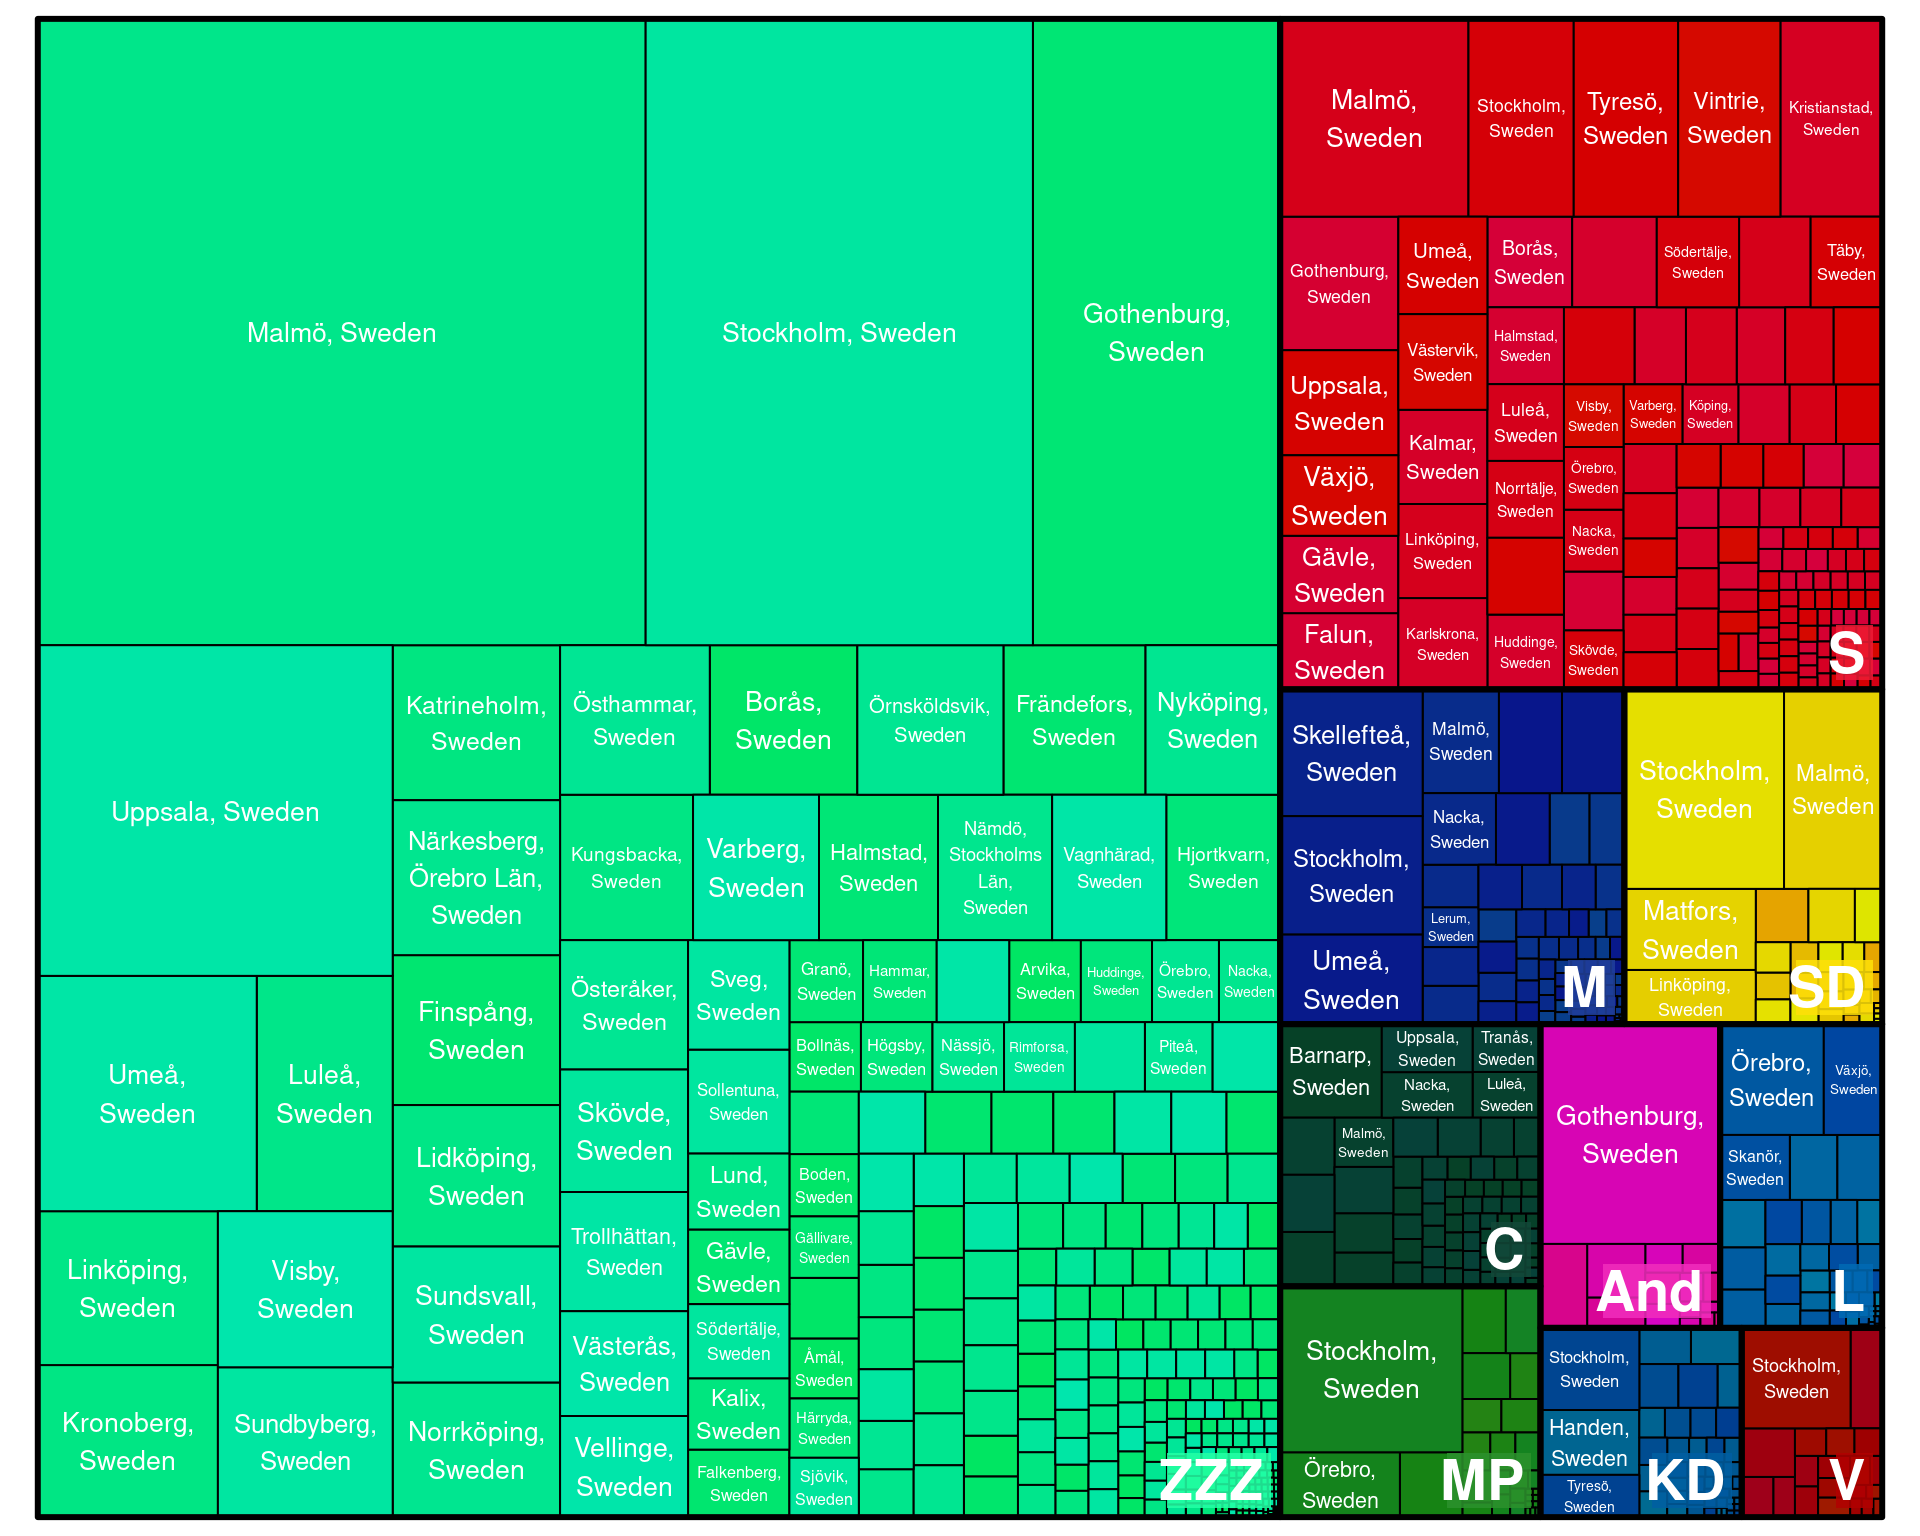 Malmö, Sweden
Stockholm, Sweden
Gothenburg,
Sweden
Uppsala, Sweden
Umeå,
Sweden
Luleå,
Sweden
Linköping,
Sweden
Visby,
Sweden
Kronoberg,
Sweden
Sundbyberg,
Sweden
Katrineholm,
Sweden
Närkesberg,
Örebro Län,
Sweden
Finspång,
Sweden
Lidköping,
Sweden
Sundsvall,
Sweden
Norrköping,
Sweden
Östhammar,
Sweden
Borås,
Sweden
Örnsköldsvik,
Sweden
Frändefors,
Sweden
Nyköping,
Sweden
Kungsbacka,
Sweden
Varberg,
Sweden
Halmstad,
Sweden
Nämdö,
Stockholms
Län,
Sweden
Vagnhärad,
Sweden
Hjortkvarn,
Sweden
Österåker,
Sweden
Skövde,
Sweden
Trollhättan,
Sweden
Västerås,
Sweden
Vellinge,
Sweden
Sveg,
Sweden
Sollentuna,
Sweden
Lund,
Sweden
Gävle,
Sweden
Södertälje,
Sweden
Kalix,
Sweden
Falkenberg,
Sweden
Granö,
Sweden
Hammar,
Sweden
Arvika,
Sweden
Huddinge,
Sweden
Örebro,
Sweden
Nacka,
Sweden
Bollnäs,
Sweden
Högsby,
Sweden
Nässjö,
Sweden
Rimforsa,
Sweden
Piteå,
Sweden
Boden,
Sweden
Gällivare,
Sweden
Åmål,
Sweden
Härryda,
Sweden
Sjövik,
Sweden
ZZZ
Malmö,
Sweden
Stockholm,
Sweden
Tyresö,
Sweden
Vintrie,
Sweden
Kristianstad,
Sweden
Gothenburg,
Sweden
Uppsala,
Sweden
Växjö,
Sweden
Gävle,
Sweden
Falun,
Sweden
Umeå,
Sweden
Västervik,
Sweden
Kalmar,
Sweden
Linköping,
Sweden
Karlskrona,
Sweden
Borås,
Sweden
Södertälje,
Sweden
Täby,
Sweden
Halmstad,
Sweden
Luleå,
Sweden
Norrtälje,
Sweden
Huddinge,
Sweden
Visby,
Sweden
Varberg,
Sweden
Köping,
Sweden
Örebro,
Sweden
Nacka,
Sweden
Skövde,
Sweden
S
Skellefteå,
Sweden
Stockholm,
Sweden
Umeå,
Sweden
Malmö,
Sweden
Nacka,
Sweden
Lerum,
Sweden
M
Stockholm,
Sweden
Malmö,
Sweden
Matfors,
Sweden
Linköping,
Sweden
SD
Barnarp,
Sweden
Uppsala,
Sweden
Tranås,
Sweden
Nacka,
Sweden
Luleå,
Sweden
Malmö,
Sweden
C
Gothenburg,
Sweden
And
Örebro,
Sweden
Växjö,
Sweden
Skanör,
Sweden
L
Stockholm,
Sweden
Örebro,
Sweden
MP
Stockholm,
Sweden
Handen,
Sweden
Tyresö,
Sweden
KD
Stockholm,
Sweden
V